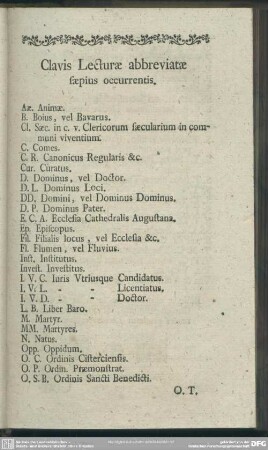 Clavis Lecturæ abbreviatæ
sæpius occurrentis.
Aæ. Animæ.
B. Boius, vel Bavarus.
Cl. Sæc. in c. v. Clericorum sæcularium in com-
muni viventium.
C. Comes.
C. R. Canonicus Regularis &c.
Cur. Curatus.
D. Dominus, vel Doctor.
D. L. Dominus Loci.
DD. Domini, vel Dominus Dominus.
D. P. Dominus Pater.
E. C. A. Ecclesia Cathedralis Augustana.
Ep. Episcopus.
Fil. Filialis locus, vel Ecclesia &c.
Fl. Flumen, vel Fluvius.
Inst. Institutus.
Invest. Investitus.
I. V. C. Iuris Vtriusque Candidatus.
I. V. L. - - Licentiatus.
I. V. D. - - Doctor.
L. B. Liber Baro.
M. Martyr.
MM. Martyres.
N. Natus.
Opp. Oppidum.
O. C. Ordinis Cisterciensis.
O. P. Ordin. Præmonstrat.
O. S. B. Ordinis Sancti Benedicti.
O. T.